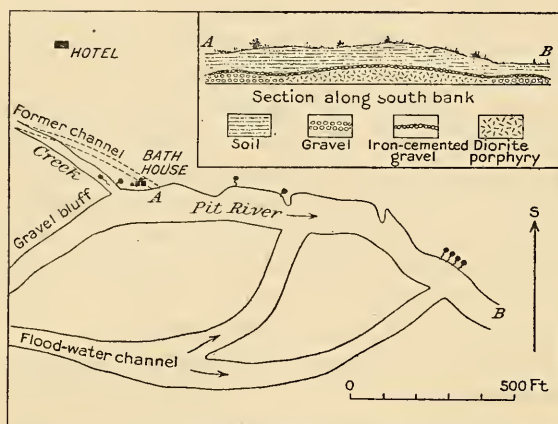 HOTEL
A
B
Section along south bank
Soil
Gravel
Iron-cemented
gravel
Diorite
porphyry
Former channel
Creek
BATH
HOUSE
A
Gravel bluff
Pit River
S
B
Flood-water channel
0 500 Ft